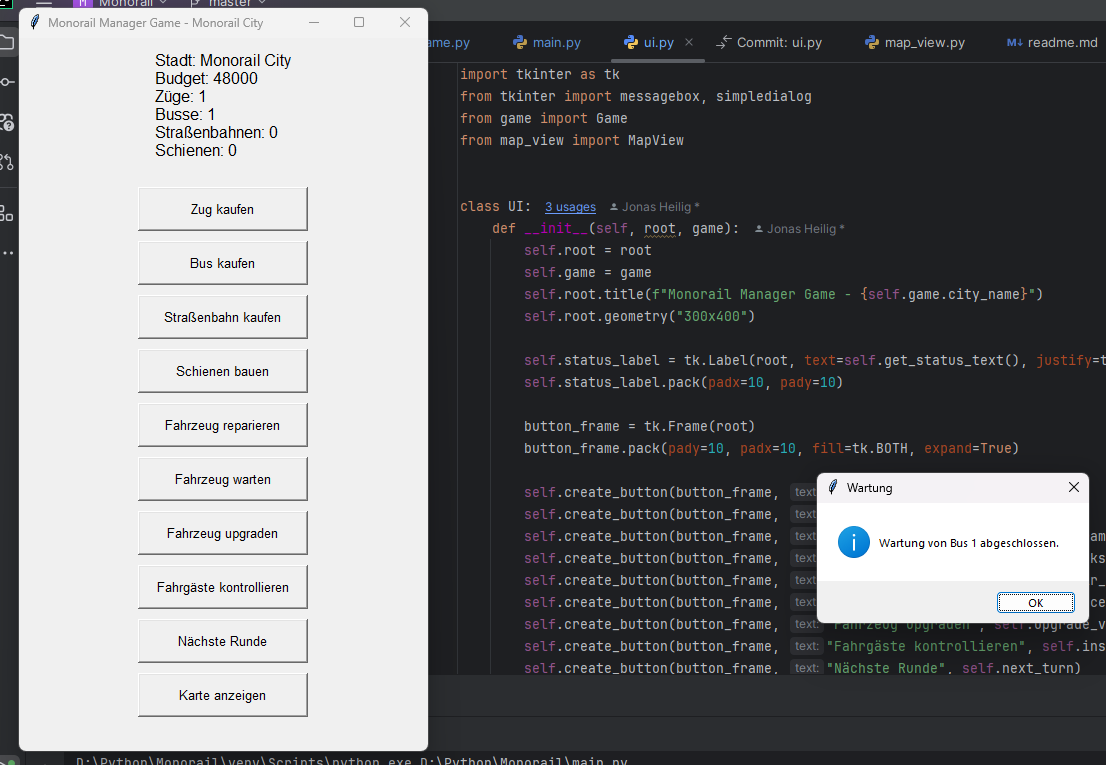 M Monorail master
Monorail Manager Game - Monorail City
Stadt: Monorail City
Budget: 48000
Züge: 1
Busse: 1
Straßenbahnen: 0
Schienen: 0
Zug kaufen
Bus kaufen
Straßenbahn kaufen
Schienen bauen
Fahrzeug reparieren
Fahrzeug warten
Fahrzeug upgraden
Fahrgäste kontrollieren
Nächste Runde
Karte anzeigen
ame.py main.py ui.py Commit: ui.py map_view.py M↓ readme.md
import tkinter as tk
from tkinter import messagebox, simpledialog
from game import Game
from map_view import MapView
class UI: 3 usages Jonas Heilig *
def __init__(self, root, game): Jonas Heilig *
self.root = root
self.game = game
self.root.title(f"Monorail Manager Game - {self.game.city_name}")
self.root.geometry("300x400")
self.status_label = tk.Label(root, text=self.get_status_text(), justify=t
self.status_label.pack(padx=10, pady=10)
button_frame = tk.Frame(root)
button_frame.pack(pady=10, padx=10, fill=tk.BOTH, expand=True)
self.create_button(button_frame, text
self.create_button(button_frame, text
self.create_button(button_frame, text am
self.create_button(button_frame, text ks
self.create_button(button_frame, text r_
self.create_button(button_frame, text ce
self.create_button(button_frame, text: "Fahrzeug upgraden", self.upgrade_v
self.create_button(button_frame, text: "Fahrgäste kontrollieren", self.ins
self.create_button(button_frame, text: "Nächste Runde", self.next_turn)
Wartung
Wartung von Bus 1 abgeschlossen.
OK
D:\Python\Monorail\venv\Scripts\python.exe D:\Python\Monorail\main.py